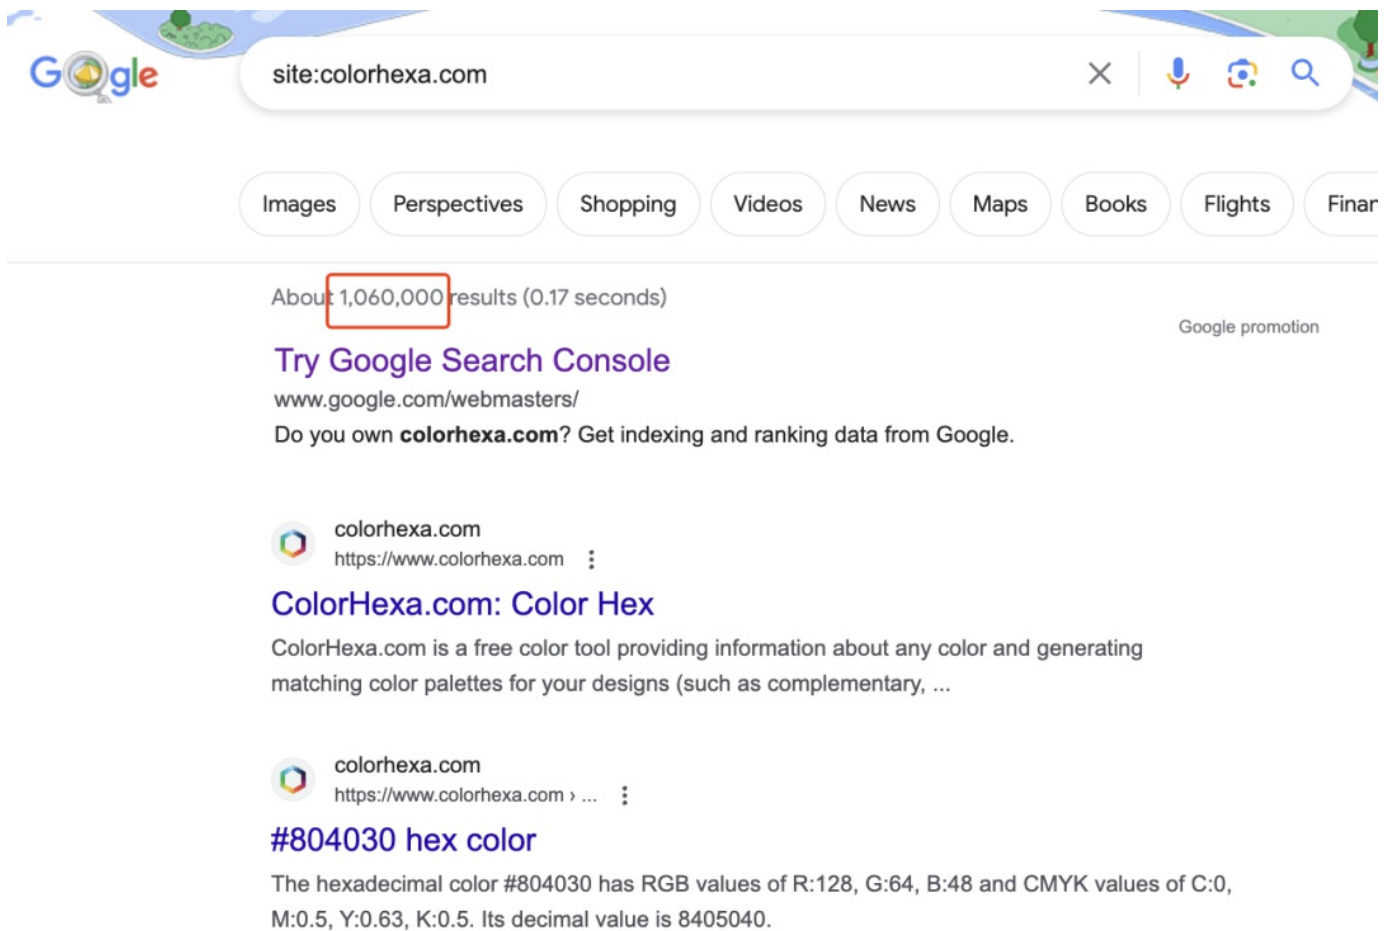 Google
site:colorhexa.com
Images Perspectives Shopping Videos News Maps Books Flights Finan
About 1,060,000 results (0.17 seconds)
Google promotion
Try Google Search Console
www.google.com/webmasters/
Do you own colorhexa.com? Get indexing and ranking data from Google.
colorhexa.com
https://www.colorhexa.com
ColorHexa.com: Color Hex
ColorHexa.com is a free color tool providing information about any color and generating
matching color palettes for your designs (such as complementary, ...
colorhexa.com
https://www.colorhexa.com › ...
#804030 hex color
The hexadecimal color #804030 has RGB values of R:128, G:64, B:48 and CMYK values of C:0,
M:0.5, Y:0.63, K:0.5. Its decimal value is 8405040.